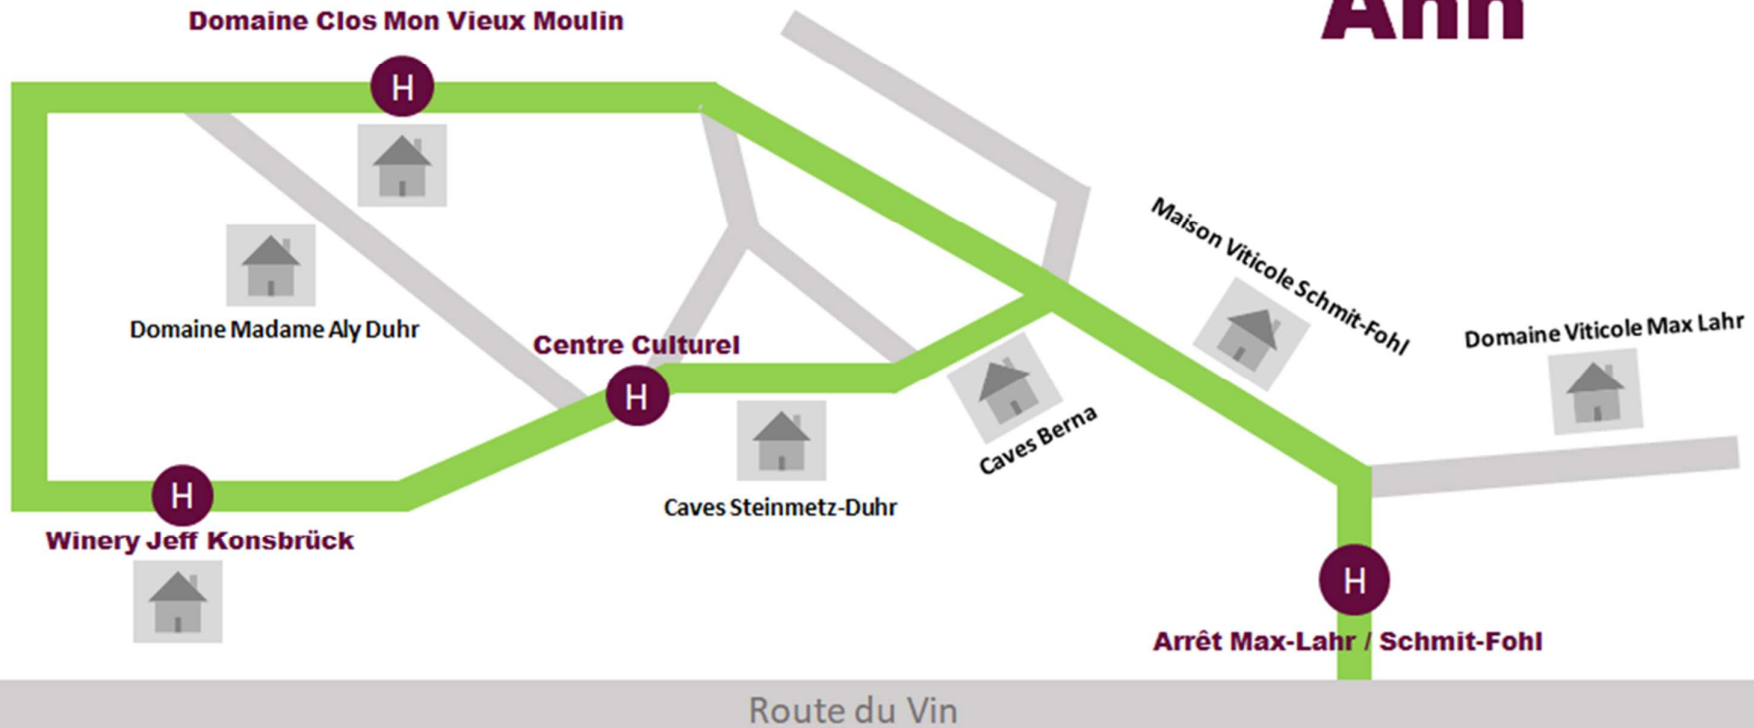 Ahn
Domaine Clos Mon Vieux Moulin
H
Maison Viticole Schmit-Fohl
Domaine Viticole Max Lahr
Domaine Madame Aly Duhr
Centre Culturel
H
Caves Berna
H
Caves Steinmetz-Duhr
Winery Jeff Konsbrück
H
Arrêt Max-Lahr / Schmit-Fohl
Route du Vin